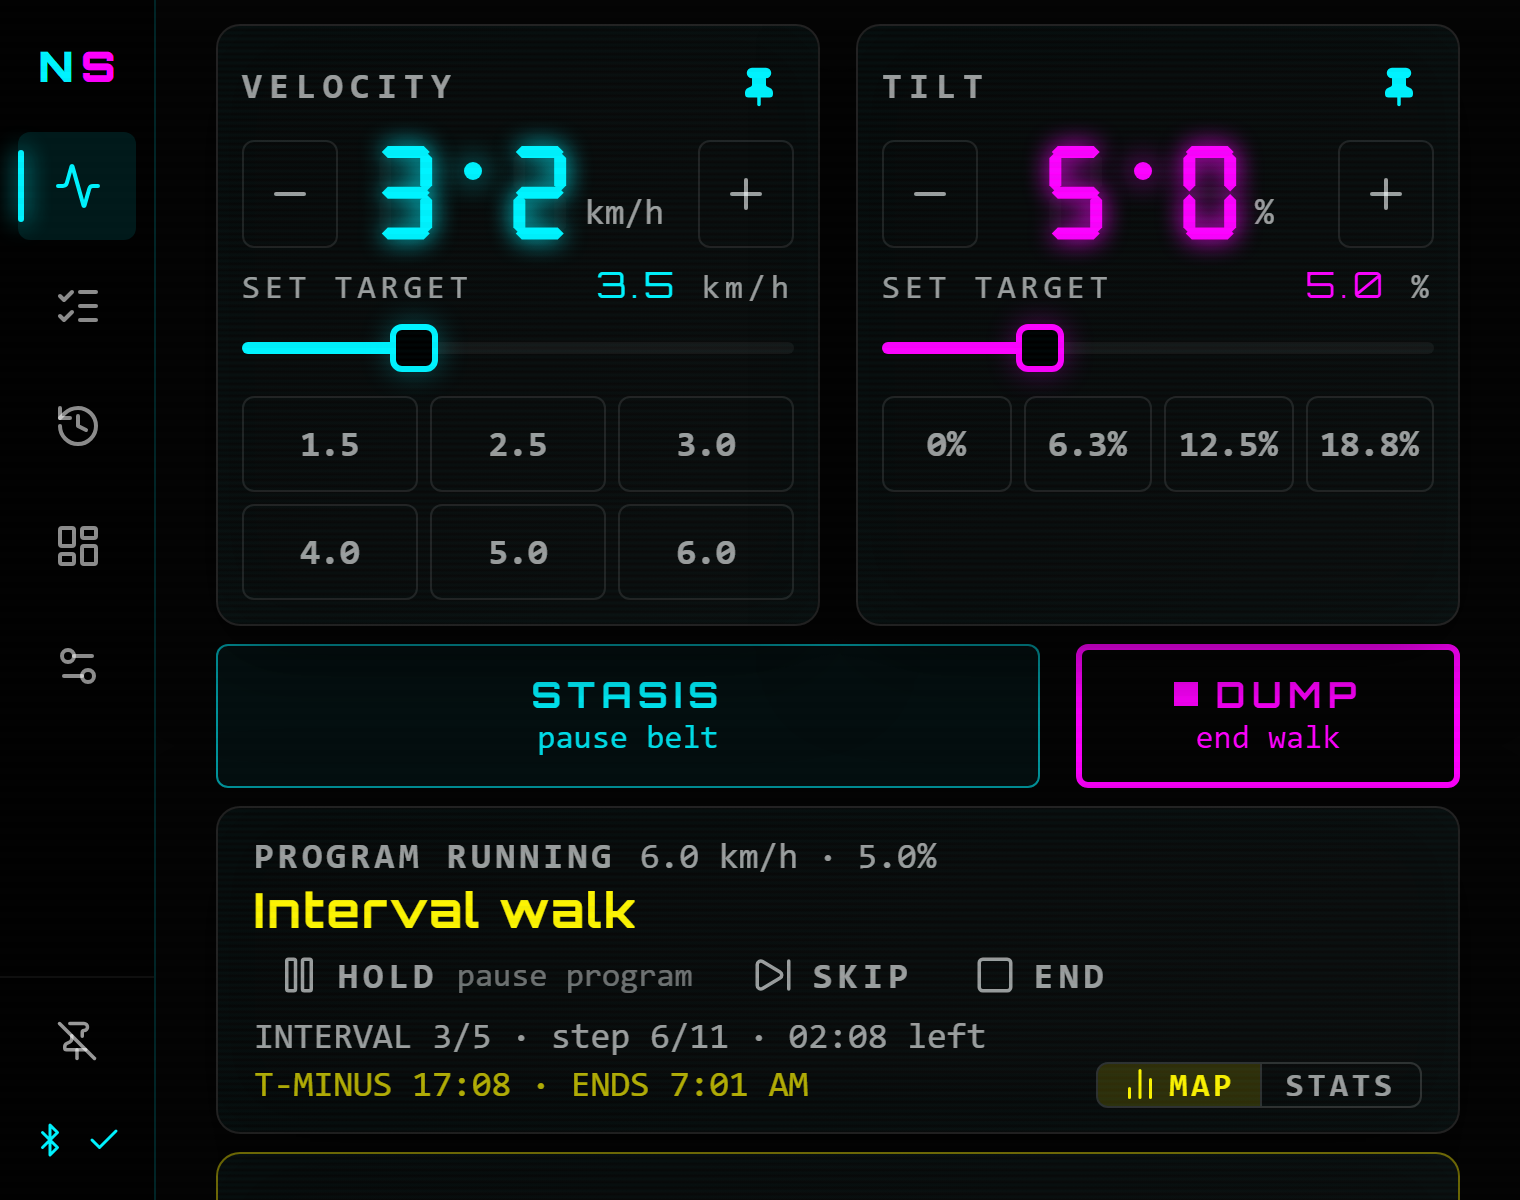 NS
VELOCITY
3.2 km/h
SET TARGET 3.5 km/h
1.5 2.5 3.0
4.0 5.0 6.0
TILT
5.0 %
SET TARGET 5.0 %
0% 6.3% 12.5% 18.8%
STASIS
pause belt
DUMP
end walk
PROGRAM RUNNING 6.0 km/h · 5.0%
Interval walk
HOLD pause program SKIP END
INTERVAL 3/5 · step 6/11 · 02:08 left
T-MINUS 17:08 · ENDS 7:01 AM
MAP STATS